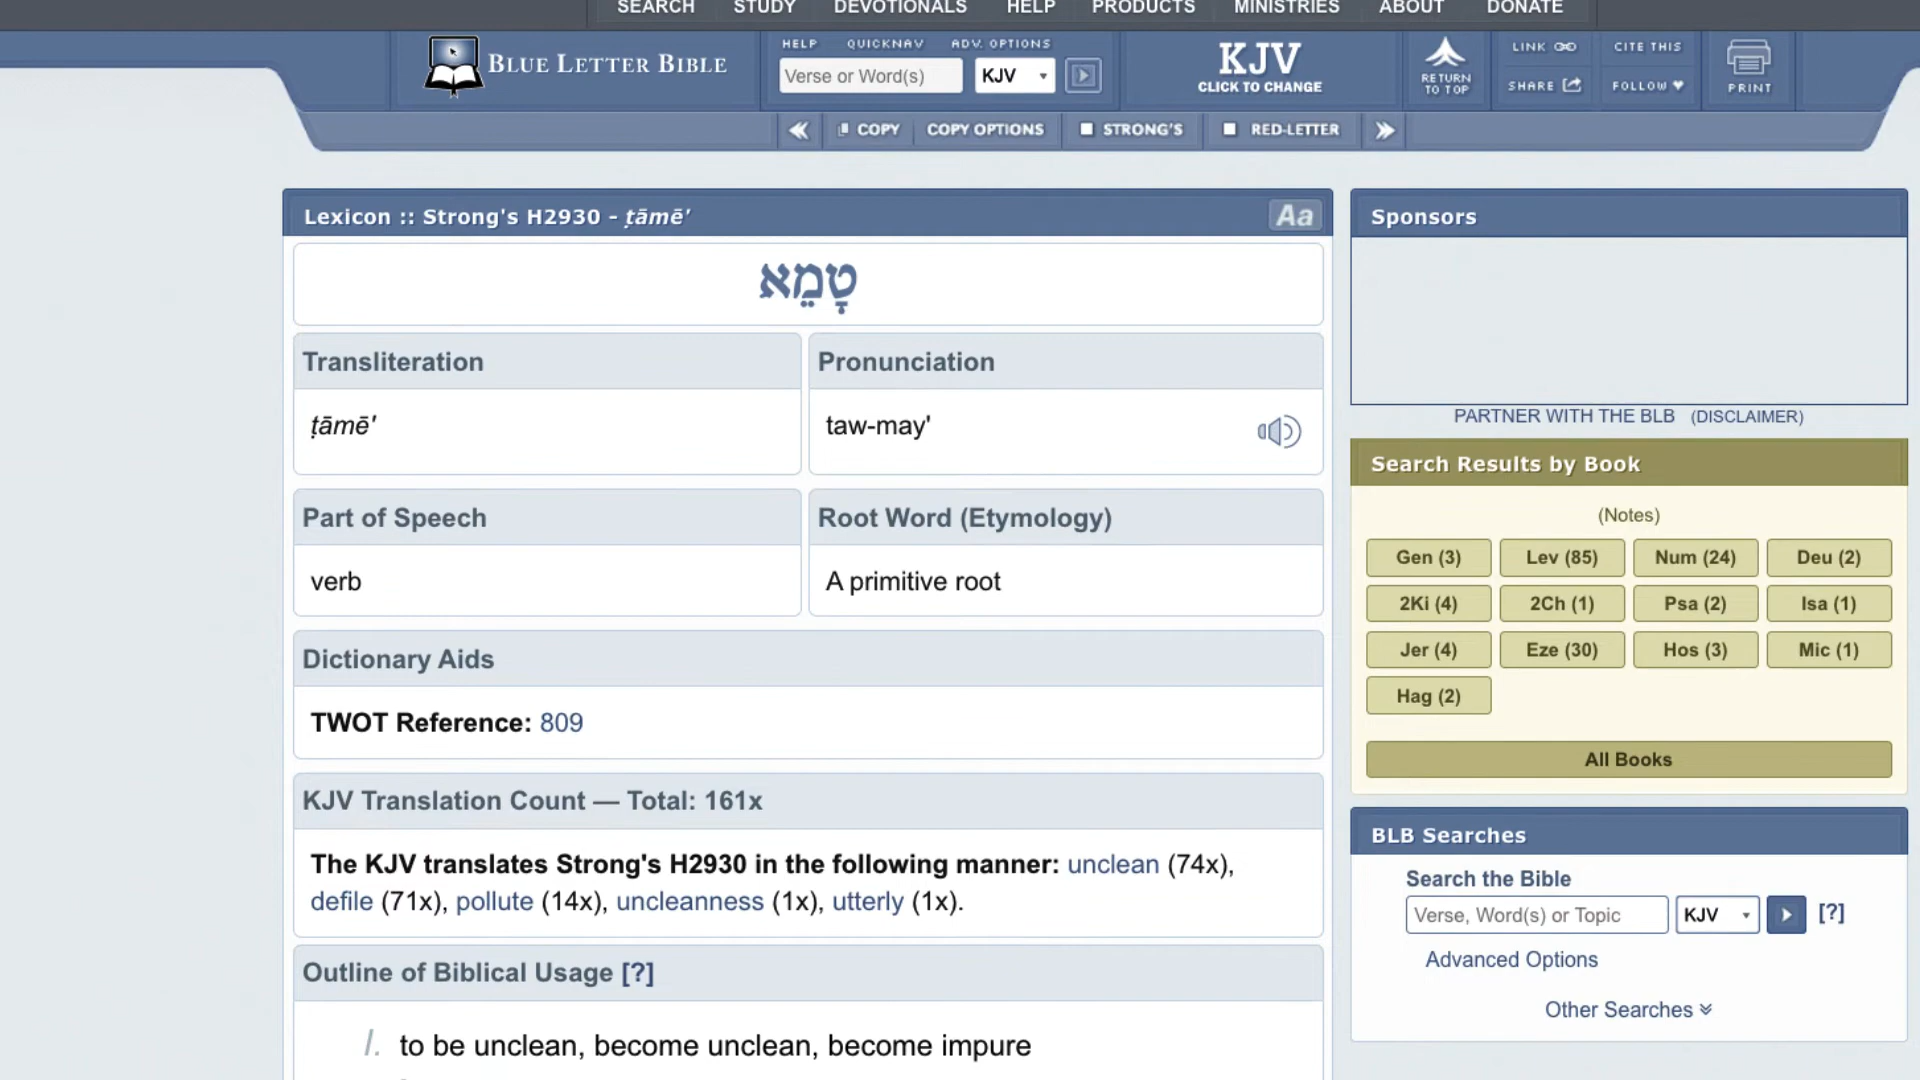 SEARCH STUDY DEVOTIONALS HELP PRODUCTS MINISTRIES ABOUT DONATE
BLUE LETTER BIBLE
HELP QUICKNAV ADV. OPTIONS
Verse or Word(s) KJV
KJV
CLICK TO CHANGE
RETURN
TO TOP
LINK CITE THIS
SHARE FOLLOW
PRINT
COPY COPY OPTIONS STRONG'S RED-LETTER
Lexicon :: Strong's H2930 - ṭāmē'
Aa
טָמֵא
Transliteration
ṭāmē'
Pronunciation
taw-may'
Part of Speech
verb
Root Word (Etymology)
A primitive root
Dictionary Aids
TWOT Reference: 809
KJV Translation Count — Total: 161x
The KJV translates Strong's H2930 in the following manner: unclean (74x),
defile (71x), pollute (14x), uncleanness (1x), utterly (1x).
Outline of Biblical Usage [?]
I. to be unclean, become unclean, become impure
Sponsors
PARTNER WITH THE BLB (DISCLAIMER)
Search Results by Book
(Notes)
Gen (3) Lev (85) Num (24) Deu (2)
2Ki (4) 2Ch (1) Psa (2) Isa (1)
Jer (4) Eze (30) Hos (3) Mic (1)
Hag (2)
All Books
BLB Searches
Search the Bible
Verse, Word(s) or Topic KJV [?]
Advanced Options
Other Searches